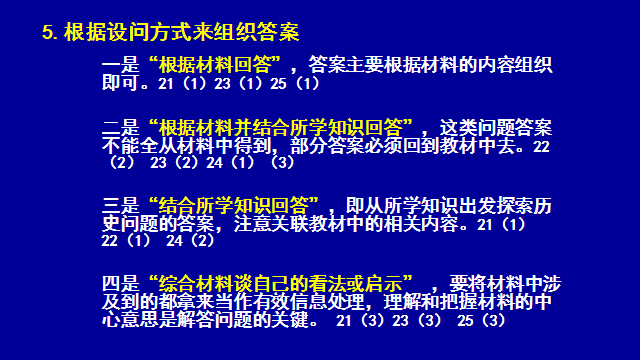 5. 根据设问方式来组织答案
一是“根据材料回答”，答案主要根据材料的内容组织
即可。21（1）23（1）25（1）
二是“根据材料并结合所学知识回答”，这类问题答案
不能全从材料中得到，部分答案必须回到教材中去。22
（2） 23（2）24（1）（3）
三是“结合所学知识回答”，即从所学知识出发探索历
史问题的答案，注意关联教材中的相关内容。21（1）
22（1） 24（2）
四是“综合材料谈自己的看法或启示” ，要将材料中涉
及到的都拿来当作有效信息处理，理解和把握材料的中
心意思是解答问题的关键。 21（3）23（3） 25（3）